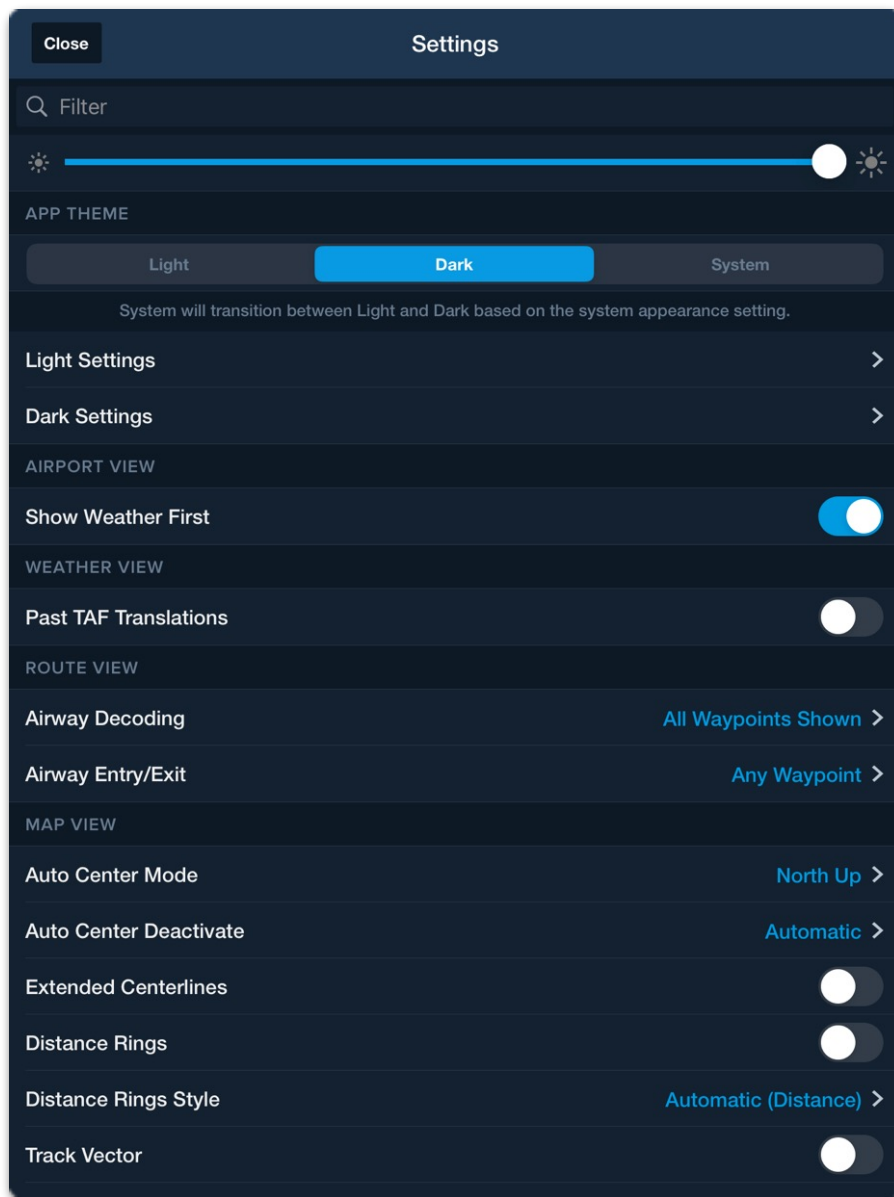 Close
Settings
Filter
APP THEME
Light
Dark
System
System will transition between Light and Dark based on the system appearance setting.
Light Settings
Dark Settings
AIRPORT VIEW
Show Weather First
WEATHER VIEW
Past TAF Translations
ROUTE VIEW
Airway Decoding
All Waypoints Shown
Airway Entry/Exit
Any Waypoint
MAP VIEW
Auto Center Mode
North Up
Auto Center Deactivate
Automatic
Extended Centerlines
Distance Rings
Distance Rings Style
Automatic (Distance)
Track Vector